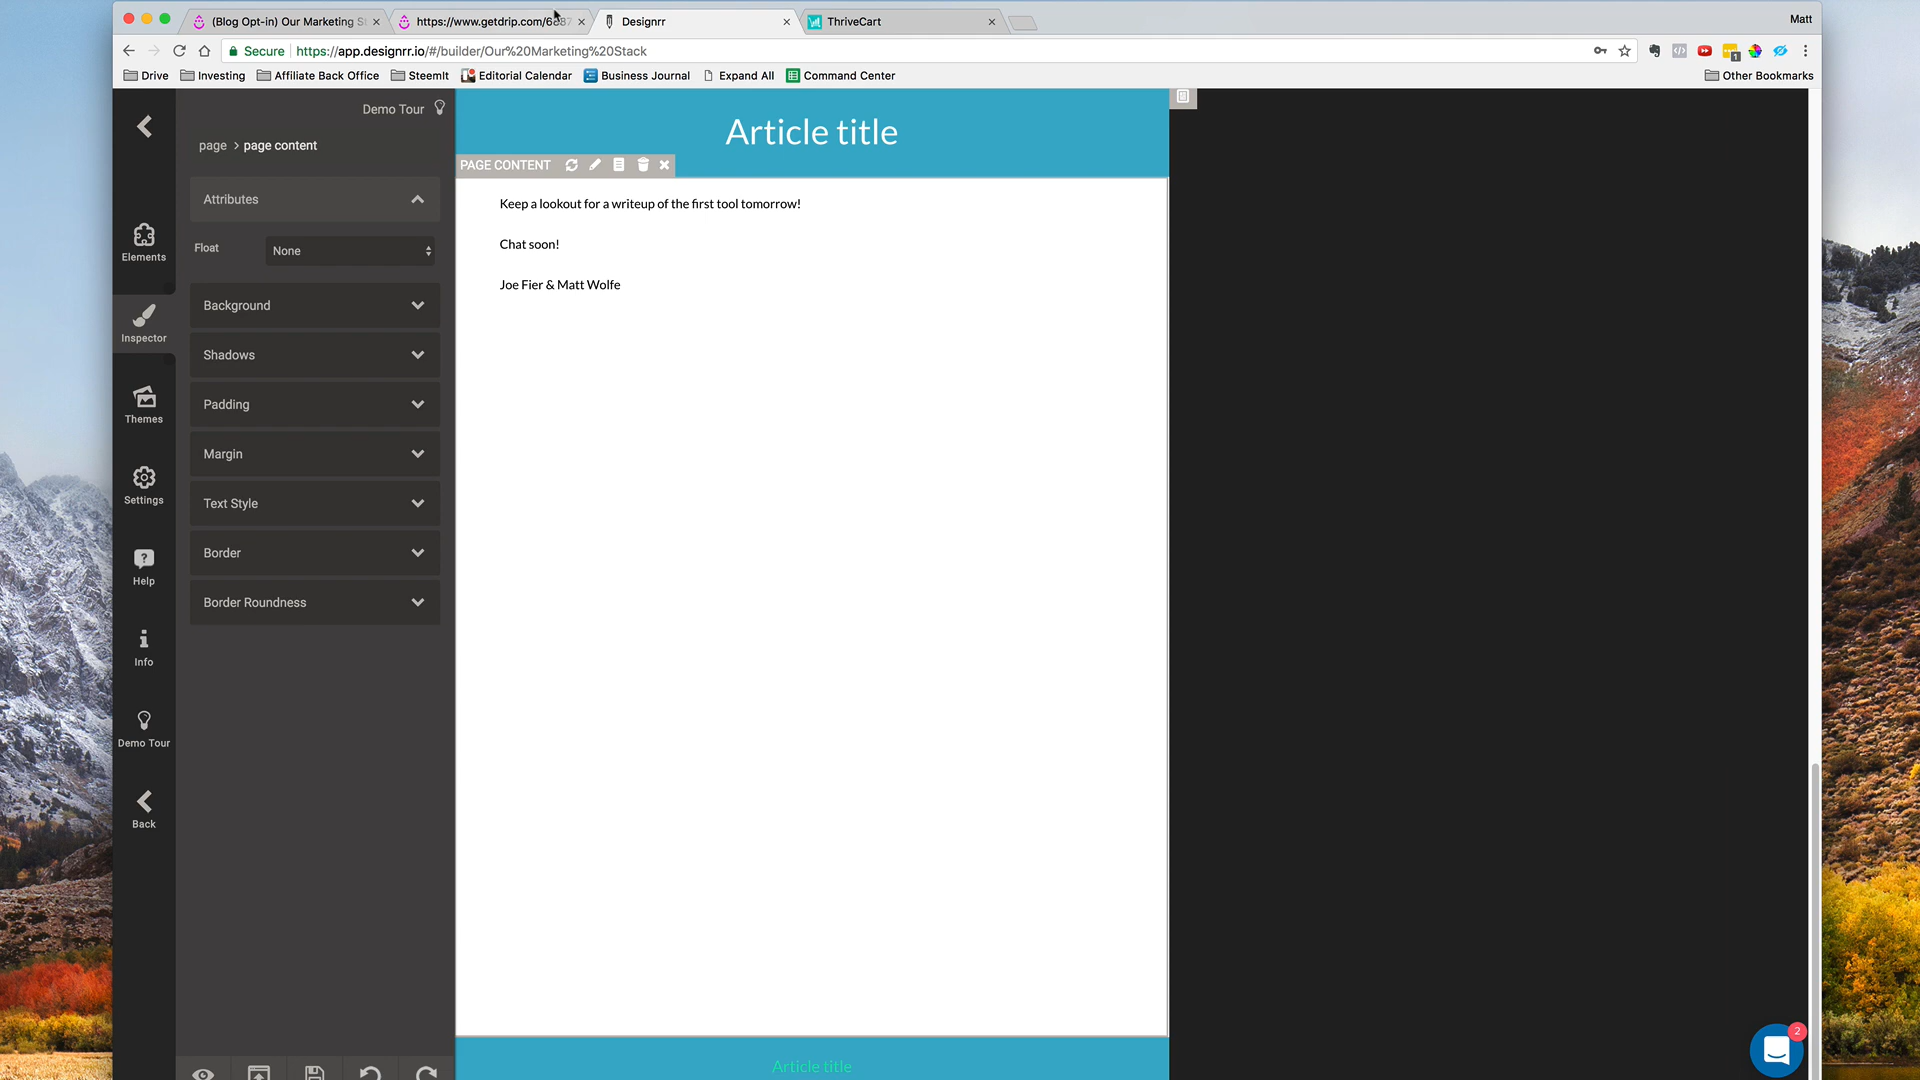 (Blog Opt-in) Our Marketing S
https://www.getdrip.com/6
Designrr
ThriveCart
Matt
Secure
https://app.designrr.io/#/builder/Our%20Marketing%20Stack
Drive
Investing
Affiliate Back Office
SteemIt
Editorial Calendar
Business Journal
Expand All
Command Center
Other Bookmarks
Demo Tour
page > page content
Attributes
Float
None
Background
Shadows
Padding
Margin
Text Style
Border
Border Roundness
Elements
Inspector
Themes
Settings
Help
Info
Demo Tour
Back
Article title
PAGE CONTENT
Keep a lookout for a writeup of the first tool tomorrow!
Chat soon!
Joe Fier & Matt Wolfe
Article title
1
2